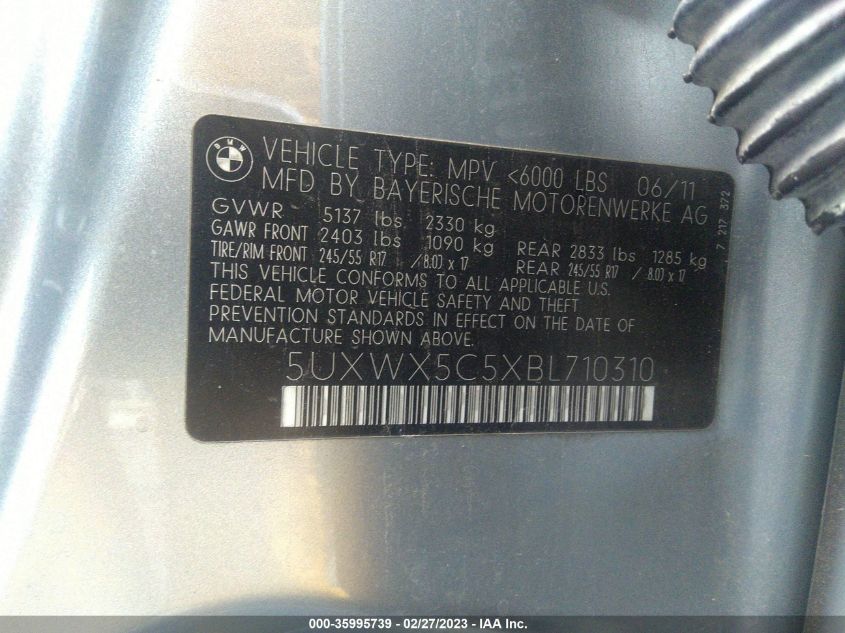 BMW
VEHICLE TYPE: MPV <6000 LBS 06/11
MFD BY BAYERISCHE MOTORENWERKE AG
GVWR 5137 lbs 2330 kg
GAWR FRONT 2403 lbs 1090 kg REAR 2833 lbs 1285 kg
TIRE/RIM FRONT 245/55 R17 / 8.0J x 17 REAR 245/55 R17 / 8.0J x 17
THIS VEHICLE CONFORMS TO ALL APPLICABLE U.S.
FEDERAL MOTOR VEHICLE SAFETY AND THEFT
PREVENTION STANDARDS IN EFFECT ON THE DATE OF
MANUFACTURE SHOWN ABOVE.
5UXWX5C5XBL710310
7 217 372
000-35995739 - 02/27/2023 - IAA Inc.